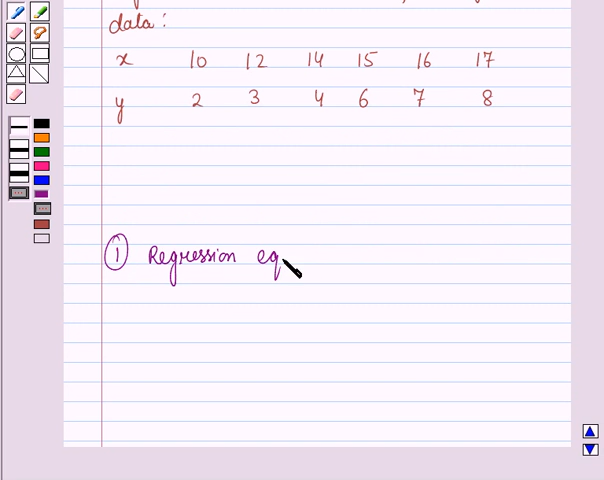 data:
x 10 12 14 15 16 17
y 2 3 4 6 7 8
① Regression eq